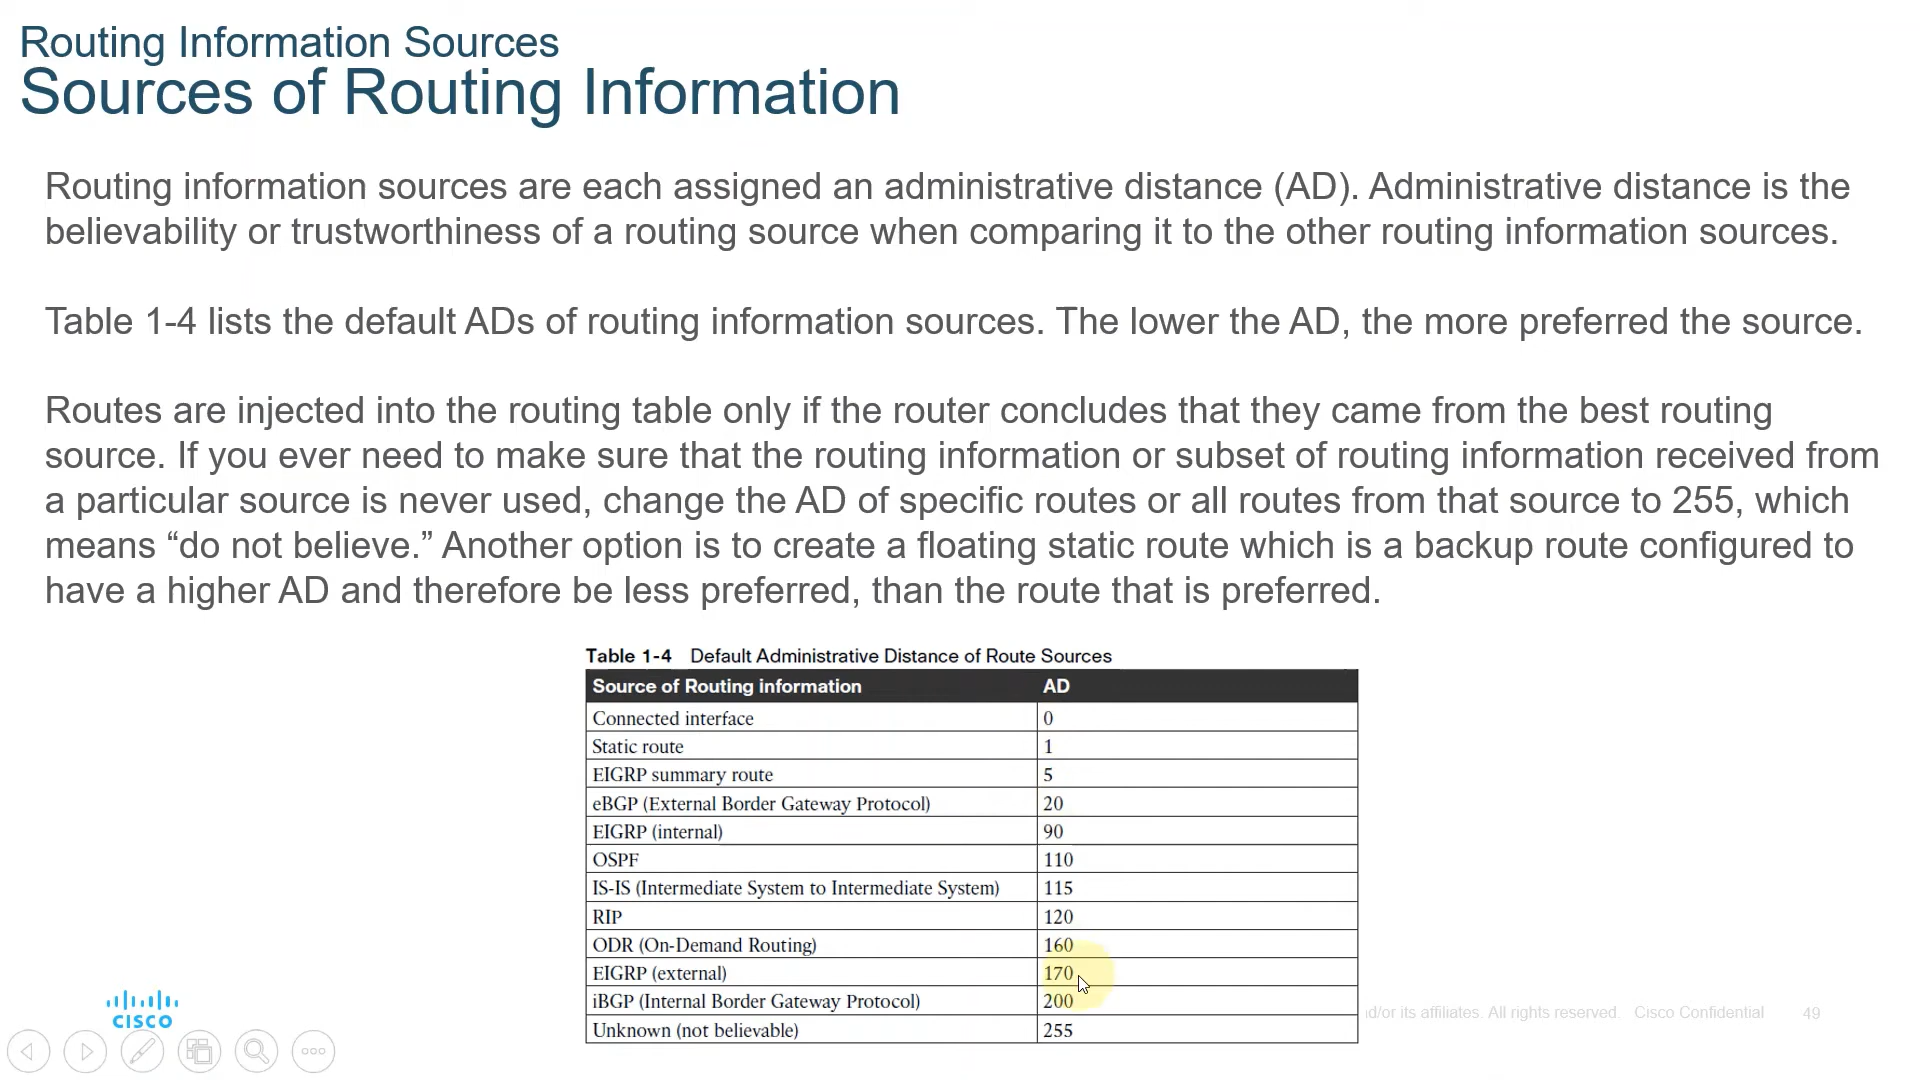 Routing Information Sources
Sources of Routing Information
Routing information sources are each assigned an administrative distance (AD). Administrative distance is the
believability or trustworthiness of a routing source when comparing it to the other routing information sources.
Table 1-4 lists the default ADs of routing information sources. The lower the AD, the more preferred the source.
Routes are injected into the routing table only if the router concludes that they came from the best routing
source. If you ever need to make sure that the routing information or subset of routing information received from
a particular source is never used, change the AD of specific routes or all routes from that source to 255, which
means “do not believe.” Another option is to create a floating static route which is a backup route configured to
have a higher AD and therefore be less preferred, than the route that is preferred.
Table 1-4 Default Administrative Distance of Route Sources
Source of Routing information AD
Connected interface 0
Static route 1
EIGRP summary route 5
eBGP (External Border Gateway Protocol) 20
EIGRP (internal) 90
OSPF 110
IS-IS (Intermediate System to Intermediate System) 115
RIP 120
ODR (On-Demand Routing) 160
EIGRP (external) 170
iBGP (Internal Border Gateway Protocol) 200
Unknown (not believable) 255
CISCO
d/or its affiliates. All rights reserved. Cisco Confidential 49